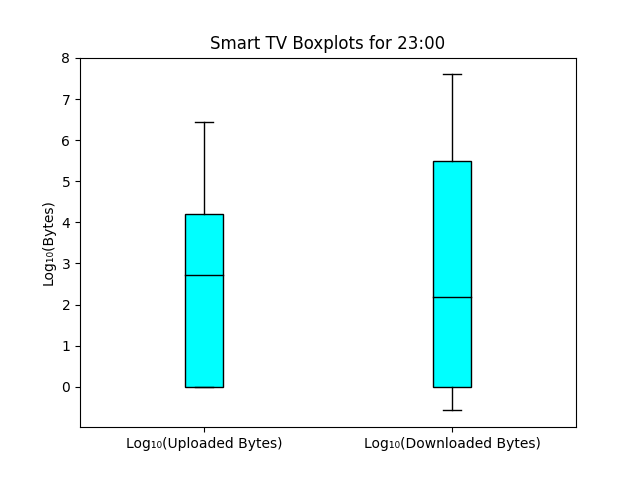 Smart TV Boxplots for 23:00
8
7
6
5
4
3
2
1
0
Log₁₀(Bytes)
Log₁₀(Uploaded Bytes)
Log₁₀(Downloaded Bytes)